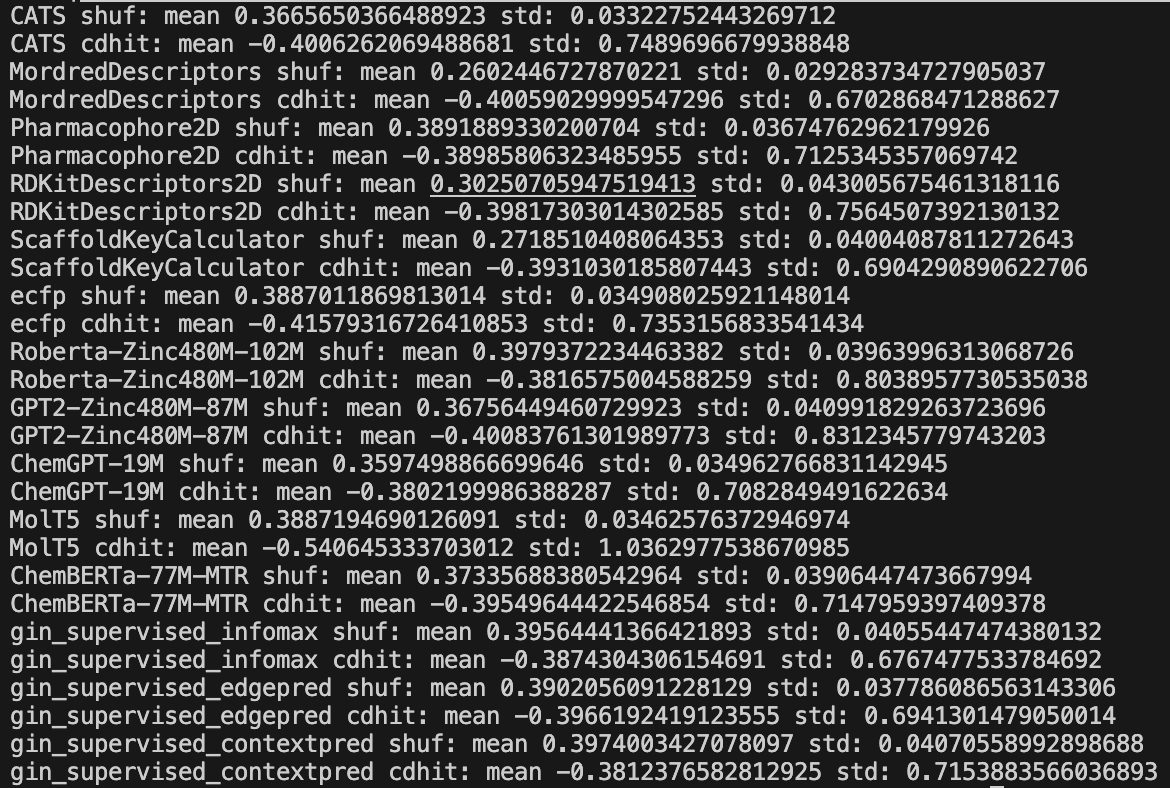 CATS shuf: mean 0.3665650366488923 std: 0.03322752443269712
CATS cdhit: mean -0.4006262069488681 std: 0.7489696679938848
MordredDescriptors shuf: mean 0.2602446727870221 std: 0.029283734727905037
MordredDescriptors cdhit: mean -0.40059029999547296 std: 0.6702868471288627
Pharmacophore2D shuf: mean 0.3891889330200704 std: 0.03674762962179926
Pharmacophore2D cdhit: mean -0.38985806323485955 std: 0.7125345357069742
RDKitDescriptors2D shuf: mean 0.30250705947519413 std: 0.043005675461318116
RDKitDescriptors2D cdhit: mean -0.39817303014302585 std: 0.7564507392130132
ScaffoldKeyCalculator shuf: mean 0.2718510408064353 std: 0.04004087811272643
ScaffoldKeyCalculator cdhit: mean -0.3931030185807443 std: 0.6904290890622706
ecfp shuf: mean 0.3887011869813014 std: 0.034908025921148014
ecfp cdhit: mean -0.41579316726410853 std: 0.7353156833541434
Roberta-Zinc480M-102M shuf: mean 0.3979372234463382 std: 0.03963996313068726
Roberta-Zinc480M-102M cdhit: mean -0.3816575004588259 std: 0.8038957730535038
GPT2-Zinc480M-87M shuf: mean 0.36756449460729923 std: 0.040991829263723696
GPT2-Zinc480M-87M cdhit: mean -0.40083761301989773 std: 0.8312345779743203
ChemGPT-19M shuf: mean 0.3597498866699646 std: 0.034962766831142945
ChemGPT-19M cdhit: mean -0.3802199986388287 std: 0.7082849491622634
MolT5 shuf: mean 0.3887194690126091 std: 0.03462576372946974
MolT5 cdhit: mean -0.540645333703012 std: 1.0362977538670985
ChemBERTa-77M-MTR shuf: mean 0.37335688380542964 std: 0.03906447473667994
ChemBERTa-77M-MTR cdhit: mean -0.39549644422546854 std: 0.7147959397409378
gin_supervised_infomax shuf: mean 0.39564441366421893 std: 0.04055447474380132
gin_supervised_infomax cdhit: mean -0.3874304306154691 std: 0.6767477533784692
gin_supervised_edgepred shuf: mean 0.3902056091228129 std: 0.037786086563143306
gin_supervised_edgepred cdhit: mean -0.3966192419123555 std: 0.6941301479050014
gin_supervised_contextpred shuf: mean 0.3974003427078097 std: 0.04070558992898688
gin_supervised_contextpred cdhit: mean -0.3812376582812925 std: 0.7153883566036893